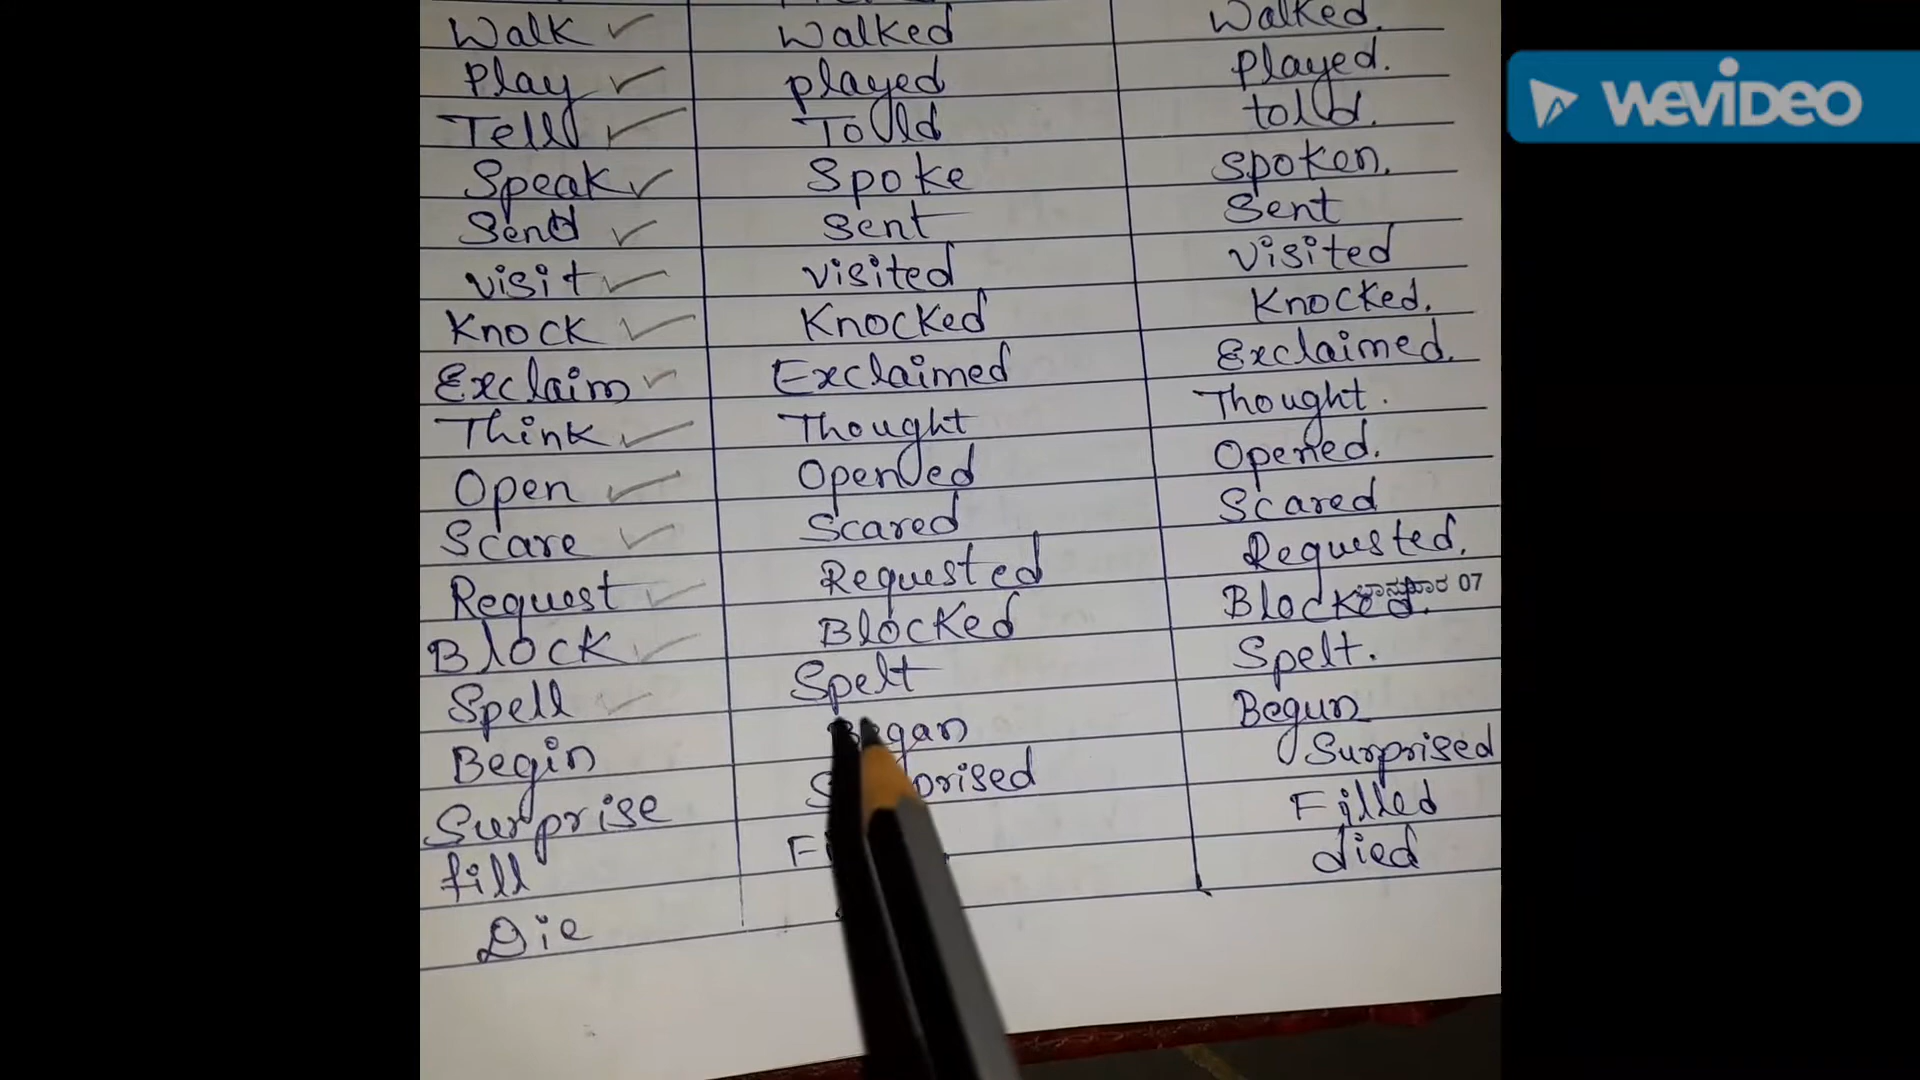 Walk Walked Walked.
WEVIDEO
Play played Played.
Tell Told told.
Speak Spoke Spoken.
Send Sent Sent
Visit Visited Visited
Knock Knocked Knocked.
Exclaim Exclaimed Exclaimed.
Think Thought Thought.
Open Opened Opened.
Scare Scared Scared
Request Requested Requested.
07
Block Blocked Blocked.
Spell Spelt Spelt.
Begin Began Begun
Surprise Surprised
fill Filled
Die died